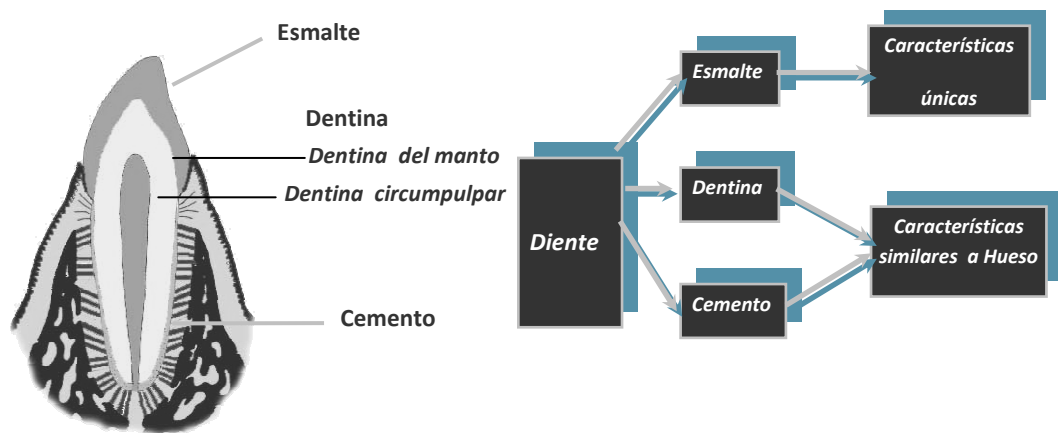 Esmalte
Dentina
Dentina del manto
Dentina circumpulpar
Cemento
Diente
Esmalte
Dentina
Cemento
Características
únicas
Características
similares a Hueso